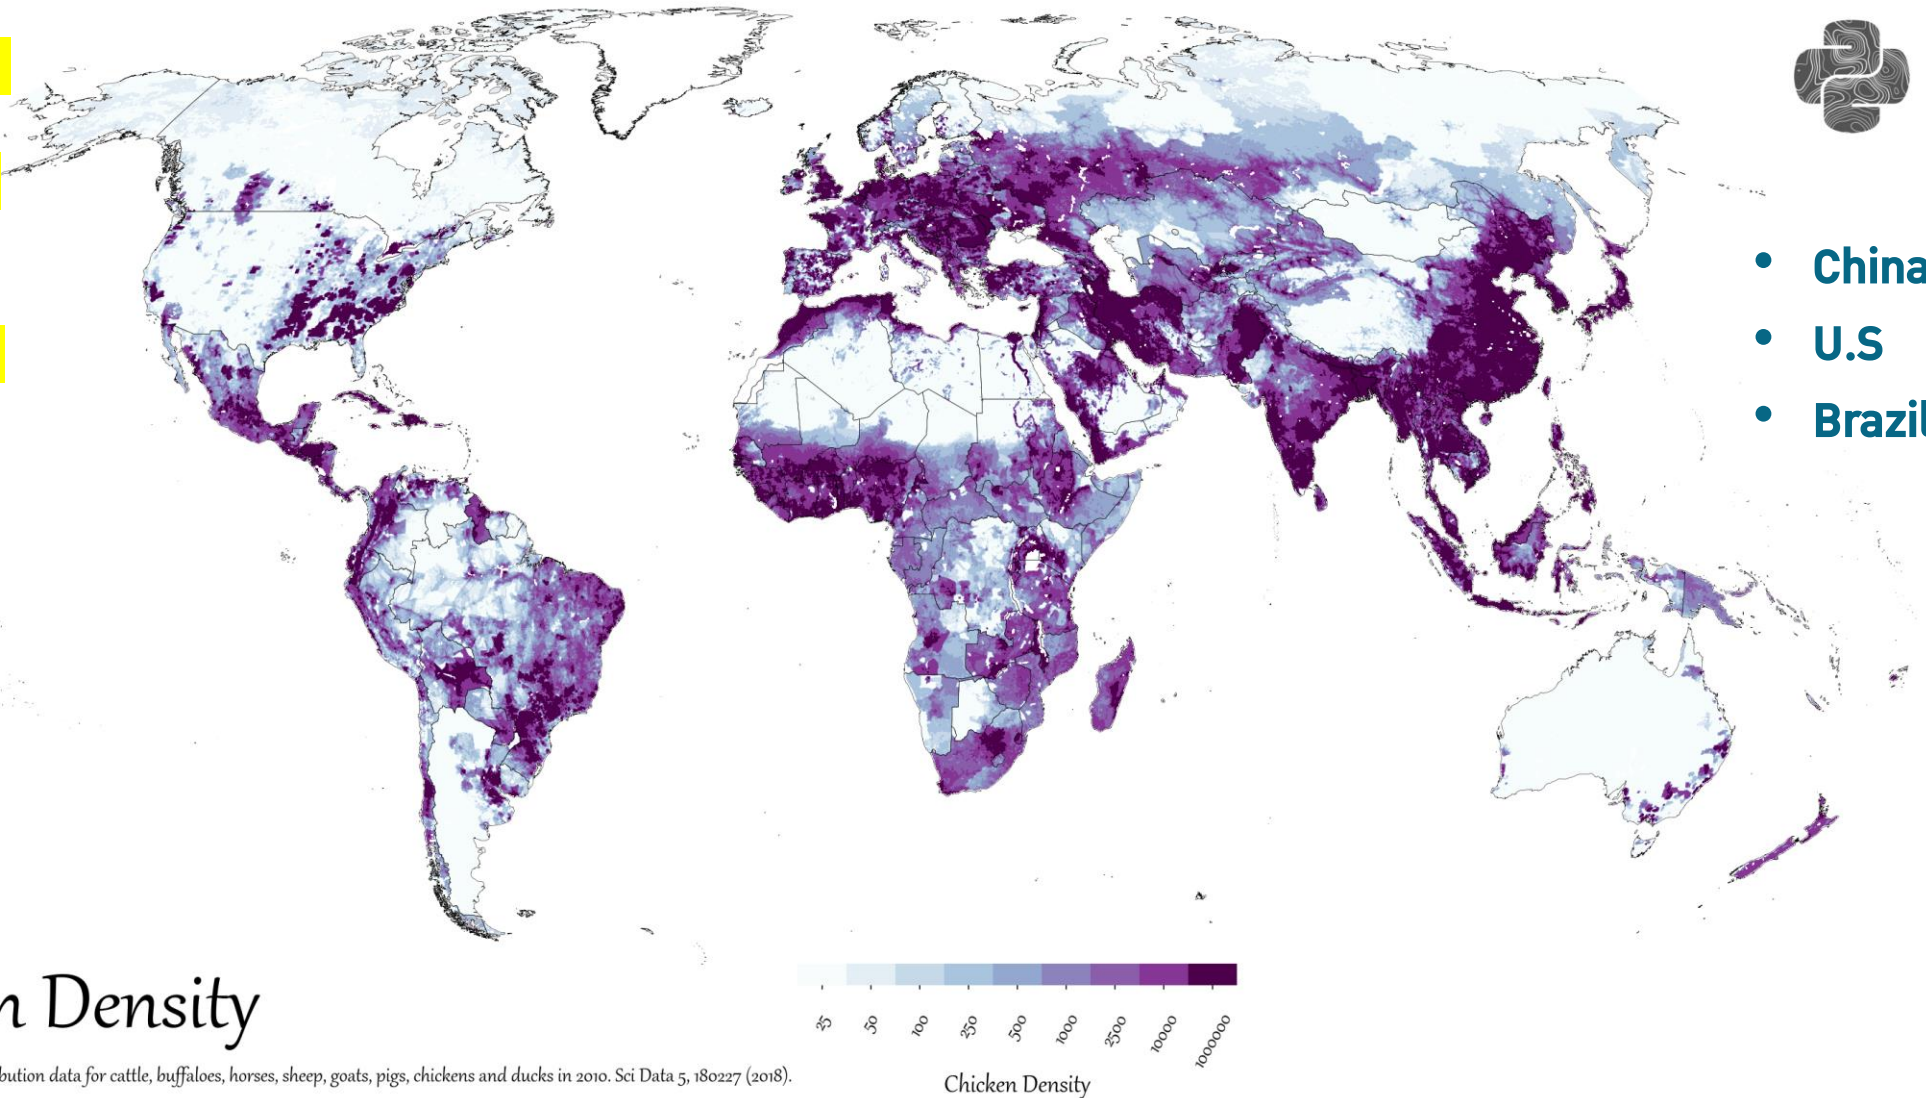 China
U.S
Brazil
n Density
bution data for cattle, buffaloes, horses, sheep, goats, pigs, chickens and ducks in 2010. Sci Data 5, 180227 (2018).
25
50
100
250
500
1000
2500
10000
1000000
Chicken Density